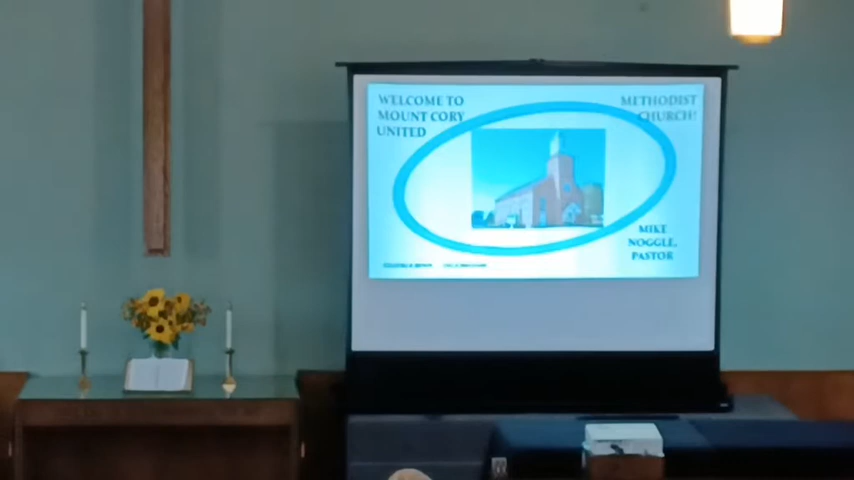 WELCOME TO
MOUNT CORY
UNITED
METHODIST
CHURCH!
MIKE
NOGGLE,
PASTOR